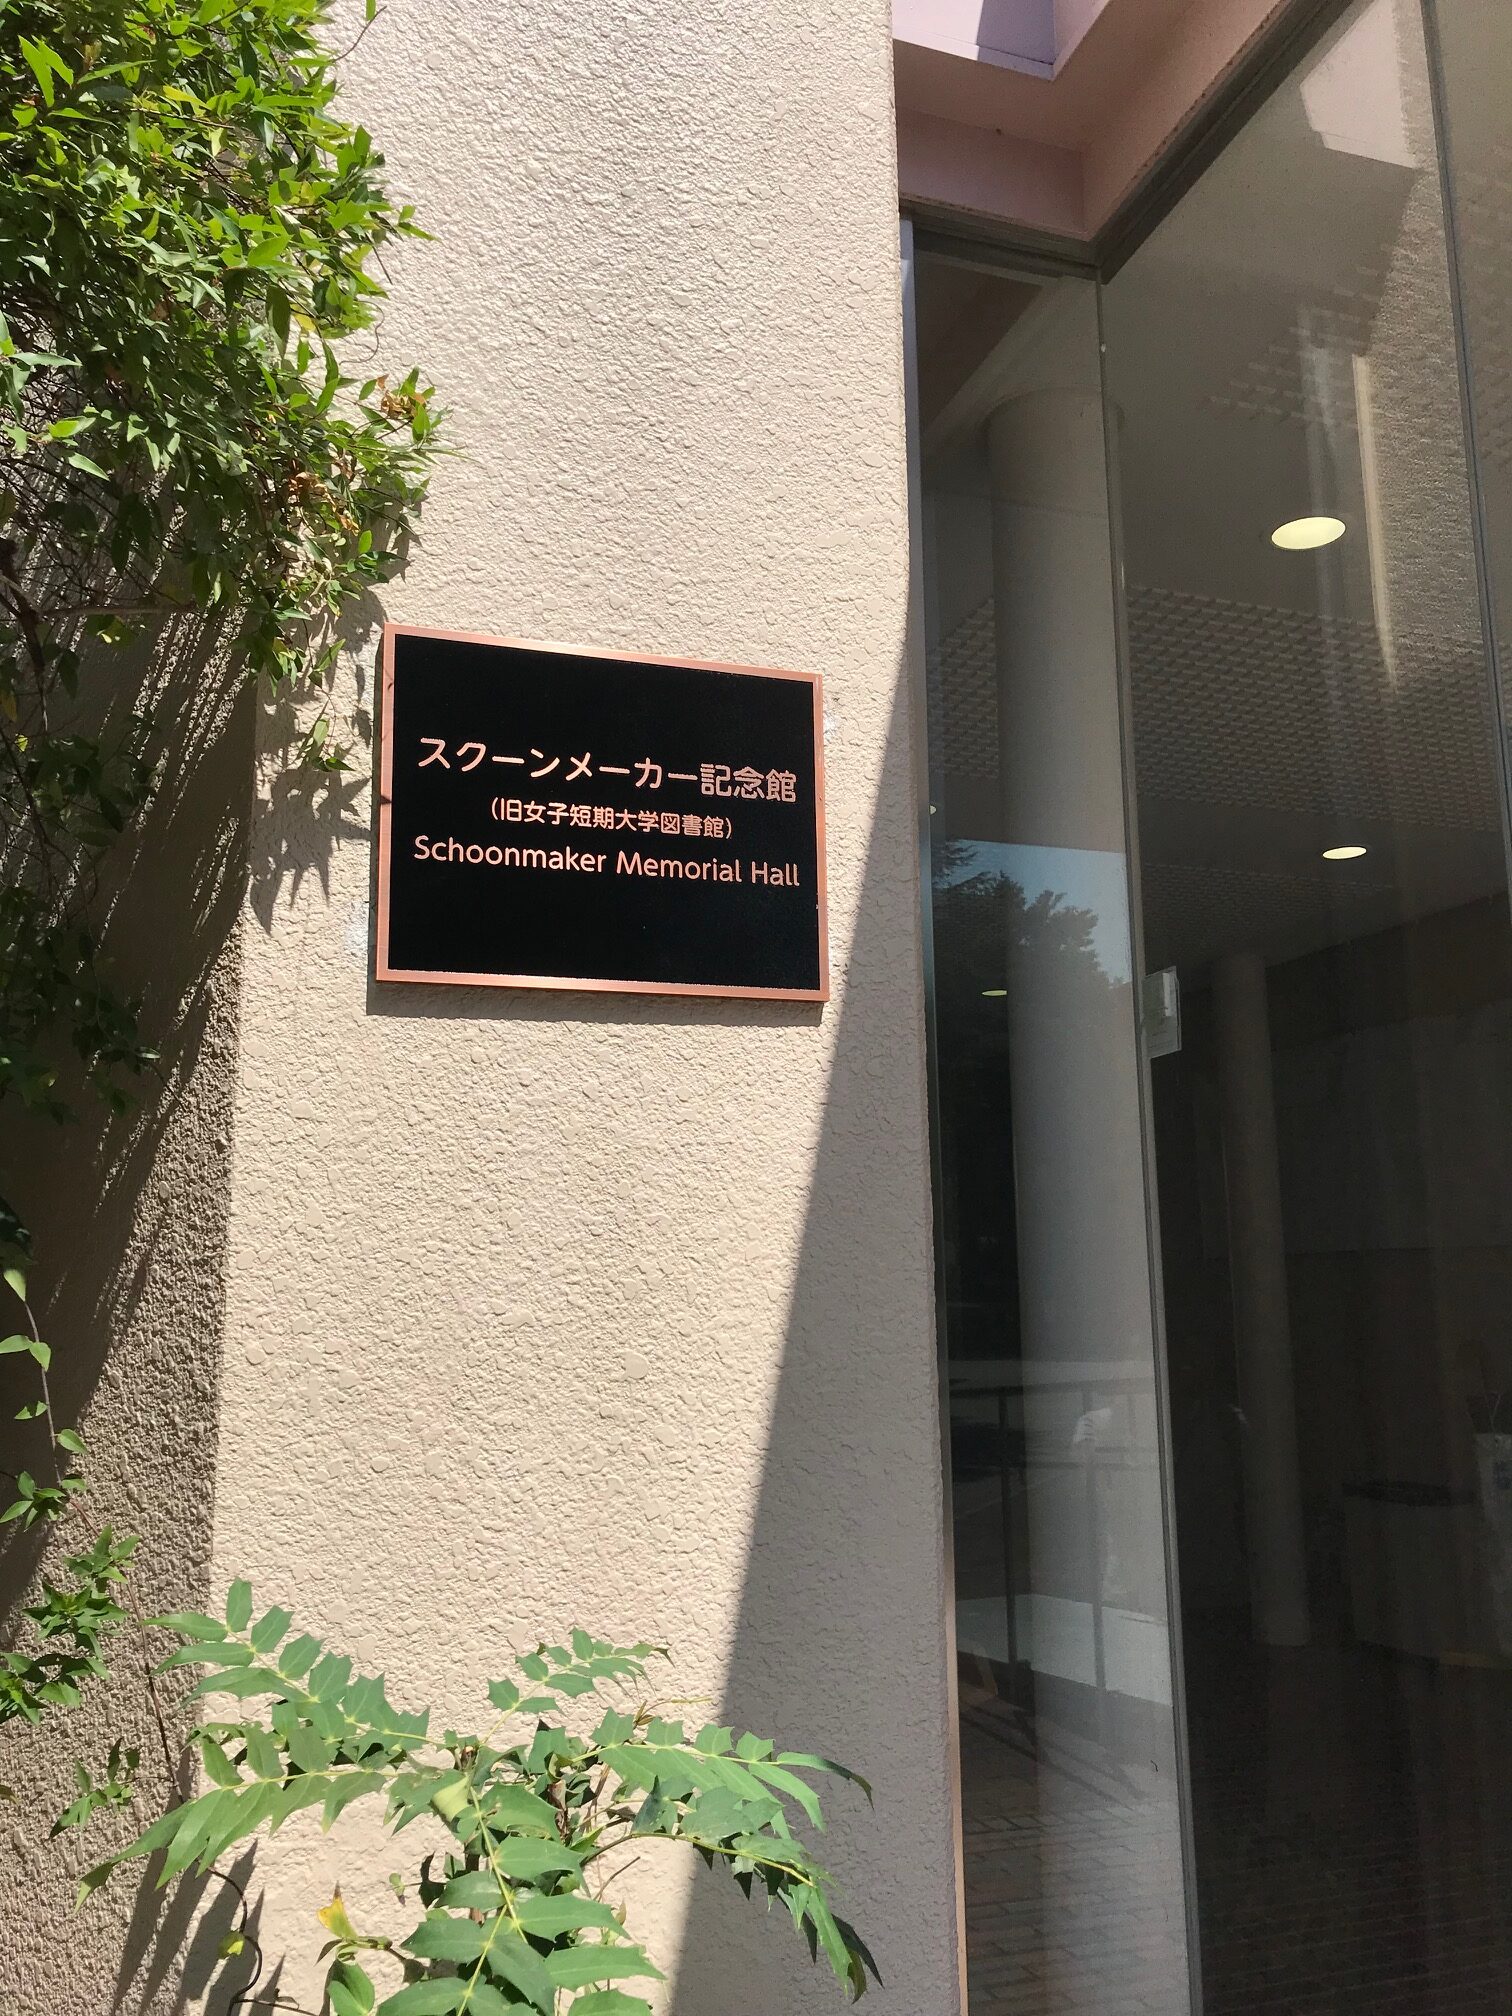 スクーンメーカー記念館
（旧女子短期大学図書館）
Schoonmaker Memorial Hall